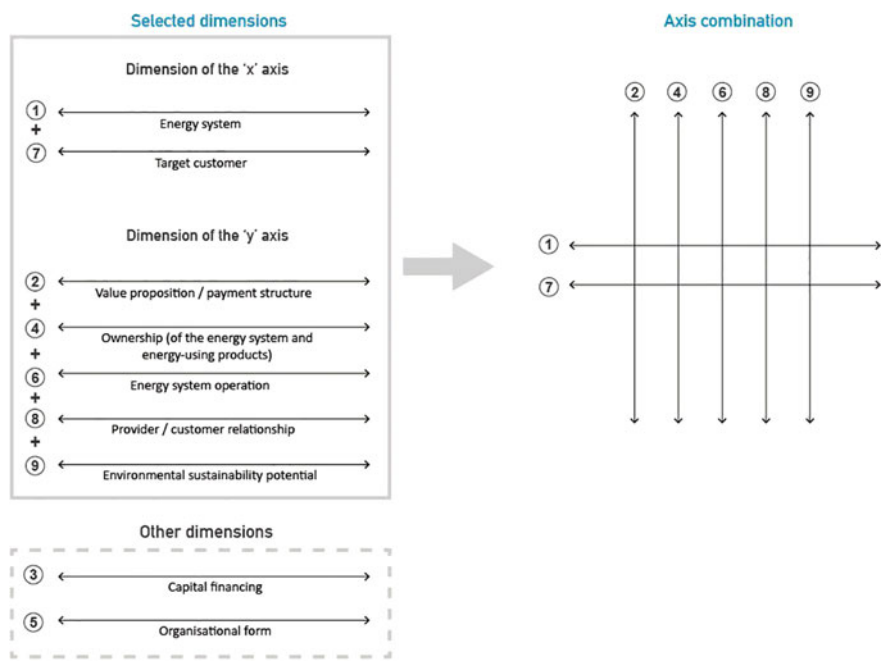 Selected dimensions
Dimension of the 'x' axis
1
Energy system
+
7
Target customer
Dimension of the 'y' axis
2
Value proposition / payment structure
+
4
Ownership (of the energy system and
energy-using products)
+
6
Energy system operation
+
8
Provider / customer relationship
+
9
Environmental sustainability potential
Other dimensions
3
Capital financing
5
Organisational form
Axis combination
2 4 6 8 9
1
7